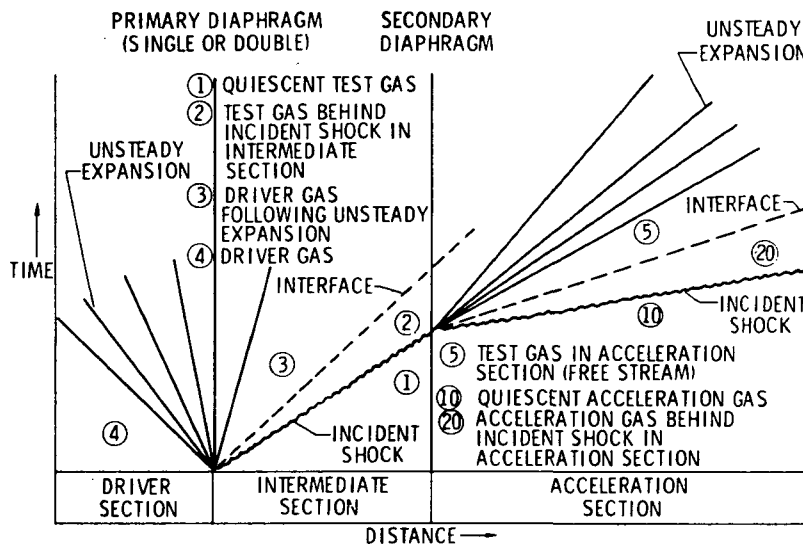 PRIMARY DIAPHRAGM
(SINGLE OR DOUBLE)
SECONDARY
DIAPHRAGM
UNSTEADY
EXPANSION
① QUIESCENT TEST GAS
② TEST GAS BEHIND
INCIDENT SHOCK IN
INTERMEDIATE
SECTION
③ DRIVER GAS
FOLLOWING UNSTEADY
EXPANSION
④ DRIVER GAS
UNSTEADY
EXPANSION
TIME
INTERFACE
INTERFACE
⑤
⑳
②
③
①
④
⑩
INCIDENT
SHOCK
INCIDENT
SHOCK
⑤ TEST GAS IN ACCELERATION
SECTION (FREE STREAM)
⑩ QUIESCENT ACCELERATION GAS
⑳ ACCELERATION GAS BEHIND
INCIDENT SHOCK IN
ACCELERATION SECTION
DRIVER
SECTION
INTERMEDIATE
SECTION
ACCELERATION
SECTION
DISTANCE